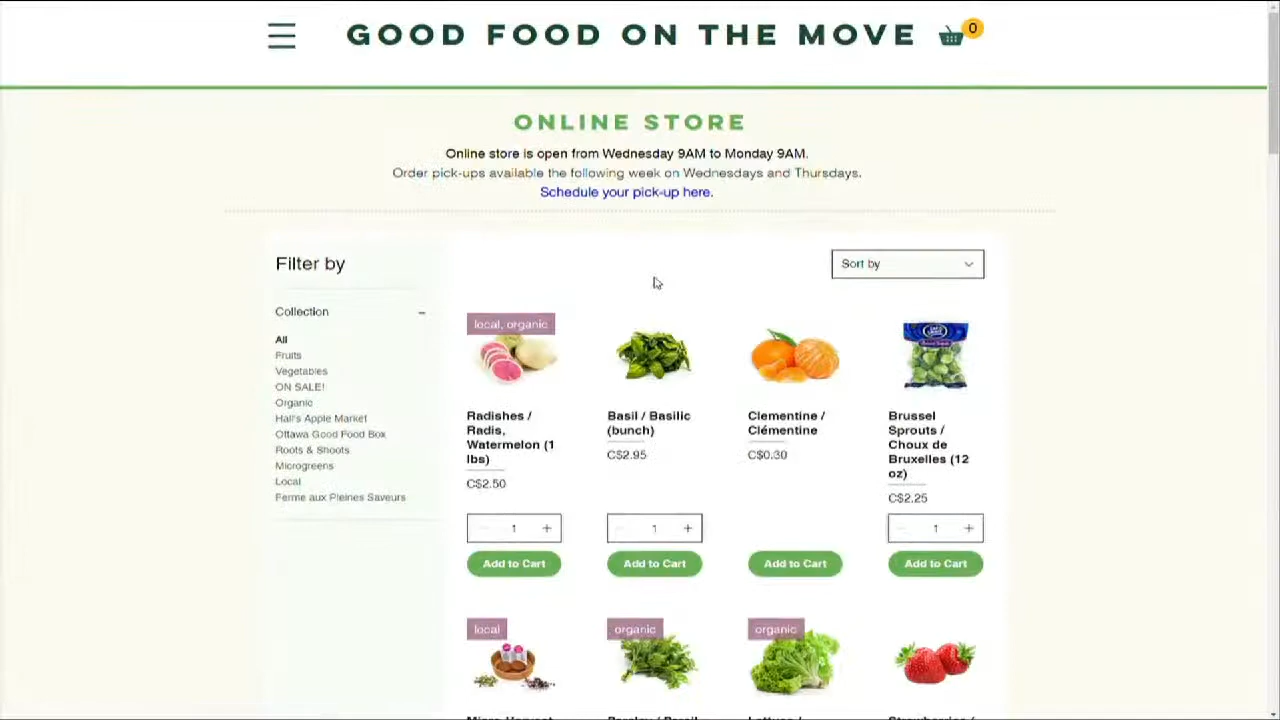 GOOD FOOD ON THE MOVE
0
ONLINE STORE
Online store is open from Wednesday 9AM to Monday 9AM.
Order pick-ups available the following week on Wednesdays and Thursdays.
Schedule your pick-up here.
Filter by
Sort by
Collection
All
Fruits
Vegetables
ON SALE!
Organic
Hall's Apple Market
Ottawa Good Food Box
Roots & Shoots
Microgreens
Local
Ferme aux Pleines Saveurs
local, organic
Radishes /
Radis,
Watermelon (1
lbs)
C$2.50
1
Add to Cart
Basil / Basilic
(bunch)
C$2.95
1
Add to Cart
Clementine /
Clémentine
C$0.30
Add to Cart
Brussel
Sprouts /
Choux de
Bruxelles (12
oz)
C$2.25
1
Add to Cart
local
organic
organic